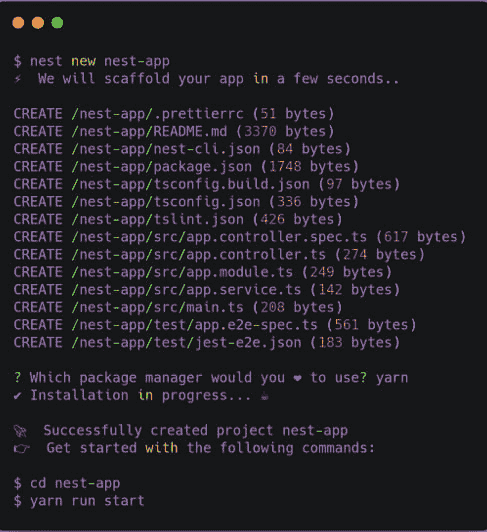 $ nest new nest-app
⚡ We will scaffold your app in a few seconds..
CREATE /nest-app/.prettierrc (51 bytes)
CREATE /nest-app/README.md (3370 bytes)
CREATE /nest-app/nest-cli.json (84 bytes)
CREATE /nest-app/package.json (1748 bytes)
CREATE /nest-app/tsconfig.build.json (97 bytes)
CREATE /nest-app/tsconfig.json (336 bytes)
CREATE /nest-app/tslint.json (426 bytes)
CREATE /nest-app/src/app.controller.spec.ts (617 bytes)
CREATE /nest-app/src/app.controller.ts (274 bytes)
CREATE /nest-app/src/app.module.ts (249 bytes)
CREATE /nest-app/src/app.service.ts (142 bytes)
CREATE /nest-app/src/main.ts (208 bytes)
CREATE /nest-app/test/app.e2e-spec.ts (561 bytes)
CREATE /nest-app/test/jest-e2e.json (183 bytes)
? Which package manager would you ❤ to use? yarn
✔ Installation in progress... ☕
🚀 Successfully created project nest-app
👉 Get started with the following commands:
$ cd nest-app
$ yarn run start